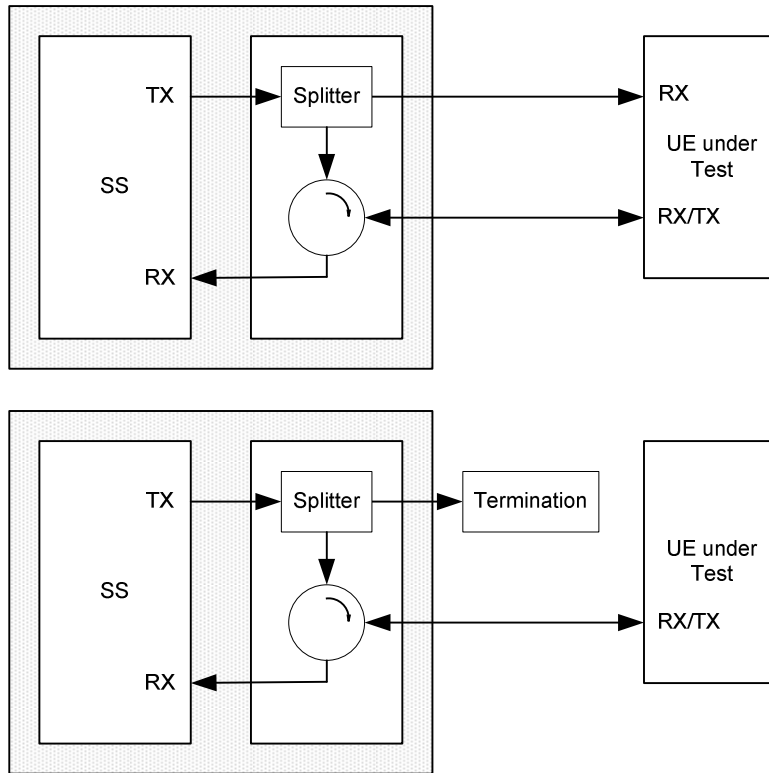 TX
Splitter
RX
SS
UE under
Test
RX/TX
RX
TX
Splitter
Termination
SS
UE under
Test
RX/TX
RX